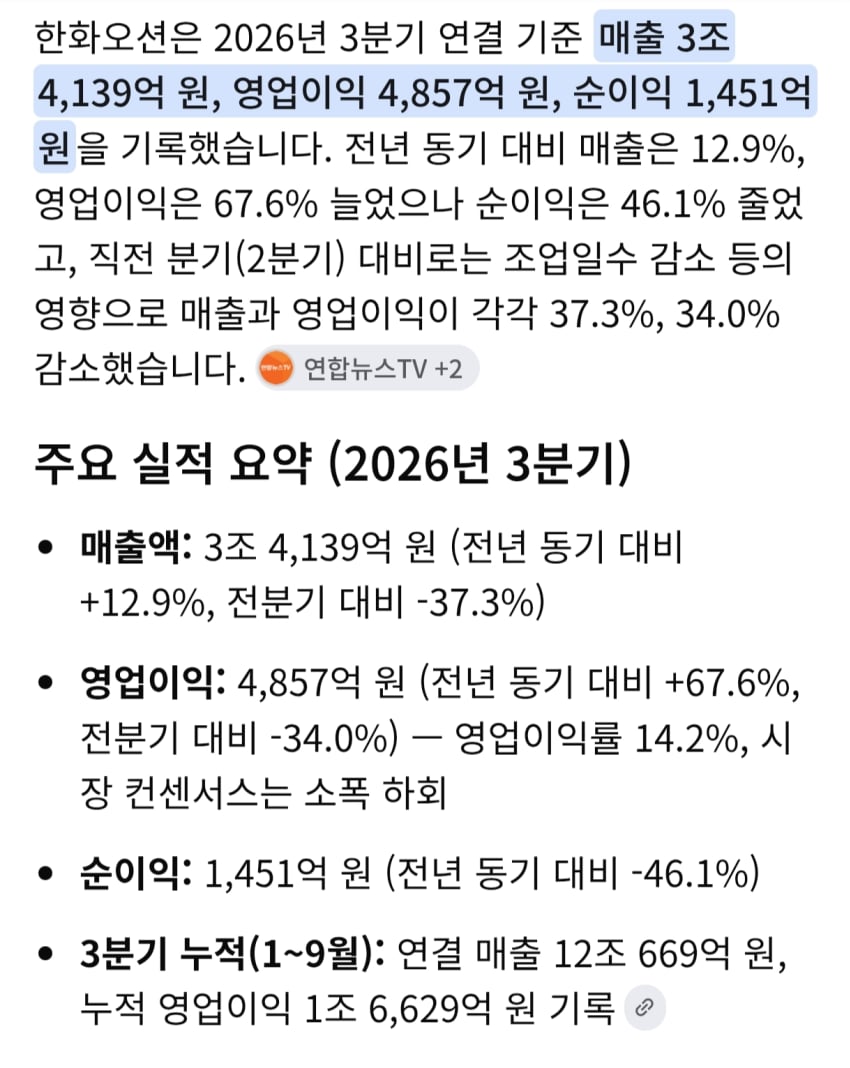 한화오션은 2026년 3분기 연결 기준 매출 3조
4,139억 원, 영업이익 4,857억 원, 순이익 1,451억
원을 기록했습니다. 전년 동기 대비 매출은 12.9%,
영업이익은 67.6% 늘었으나 순이익은 46.1% 줄었
고, 직전 분기(2분기) 대비로는 조업일수 감소 등의
영향으로 매출과 영업이익이 각각 37.3%, 34.0%
감소했습니다. 연합뉴스TV 연합뉴스TV +2
주요 실적 요약 (2026년 3분기)
• 매출액: 3조 4,139억 원 (전년 동기 대비
+12.9%, 전분기 대비 -37.3%)
• 영업이익: 4,857억 원 (전년 동기 대비 +67.6%,
전분기 대비 -34.0%) — 영업이익률 14.2%, 시
장 컨센서스는 소폭 하회
• 순이익: 1,451억 원 (전년 동기 대비 -46.1%)
• 3분기 누적(1~9월): 연결 매출 12조 669억 원,
누적 영업이익 1조 6,629억 원 기록